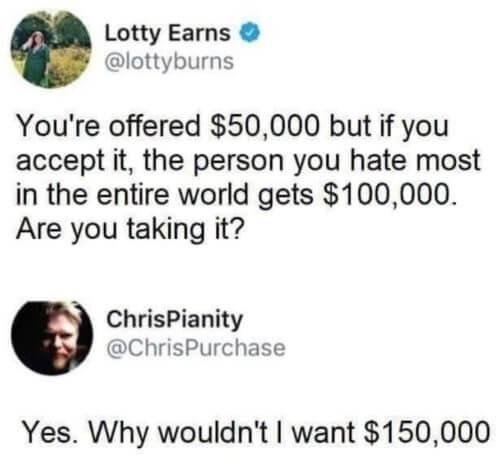 Lotty Earns
@lottyburns
You're offered $50,000 but if you
accept it, the person you hate most
in the entire world gets $100,000.
Are you taking it?
ChrisPianity
@ChrisPurchase
Yes. Why wouldn't I want $150,000